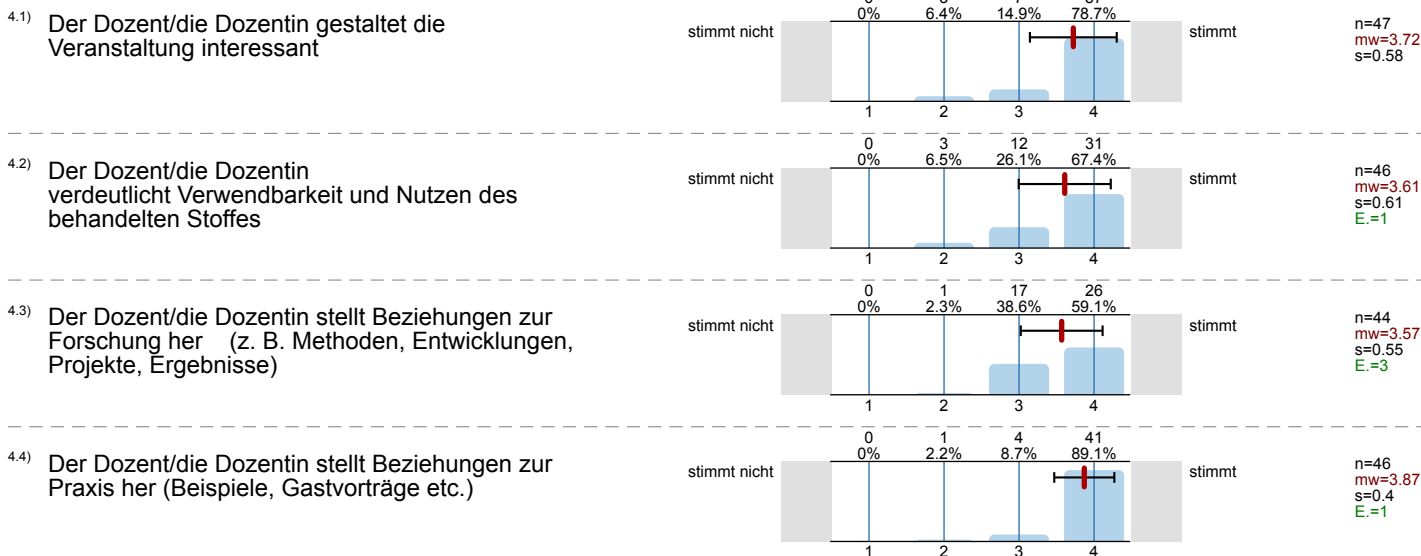 0% 6.4% 14.9% 78.7%
4.1) Der Dozent/die Dozentin gestaltet die
Veranstaltung interessant
stimmt nicht
stimmt
n=47
mw=3.72
s=0.58
1 2 3 4
0 3 12 31
0% 6.5% 26.1% 67.4%
4.2) Der Dozent/die Dozentin
verdeutlicht Verwendbarkeit und Nutzen des
behandelten Stoffes
stimmt nicht
stimmt
n=46
mw=3.61
s=0.61
E.=1
1 2 3 4
0 1 17 26
0% 2.3% 38.6% 59.1%
4.3) Der Dozent/die Dozentin stellt Beziehungen zur
Forschung her (z. B. Methoden, Entwicklungen,
Projekte, Ergebnisse)
stimmt nicht
stimmt
n=44
mw=3.57
s=0.55
E.=3
1 2 3 4
0 1 4 41
0% 2.2% 8.7% 89.1%
4.4) Der Dozent/die Dozentin stellt Beziehungen zur
Praxis her (Beispiele, Gastvorträge etc.)
stimmt nicht
stimmt
n=46
mw=3.87
s=0.4
E.=1
1 2 3 4